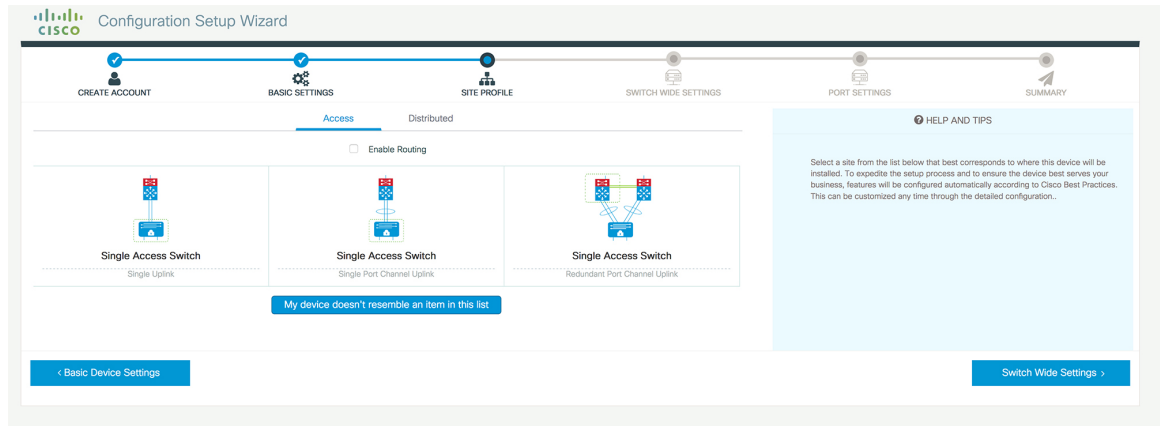 CISCO
Configuration Setup Wizard
CREATE ACCOUNT
BASIC SETTINGS
SITE PROFILE
SWITCH WIDE SETTINGS
PORT SETTINGS
SUMMARY
Access
Distributed
Enable Routing
Single Access Switch
Single Uplink
Single Access Switch
Single Port Channel Uplink
Single Access Switch
Redundant Port Channel Uplink
My device doesn't resemble an item in this list
HELP AND TIPS
Select a site from the list below that best corresponds to where this device will be
installed. To expedite the setup process and to ensure the device best serves your
business, features will be configured automatically according to Cisco Best Practices.
This can be customized any time through the detailed configuration..
‹ Basic Device Settings
Switch Wide Settings ›